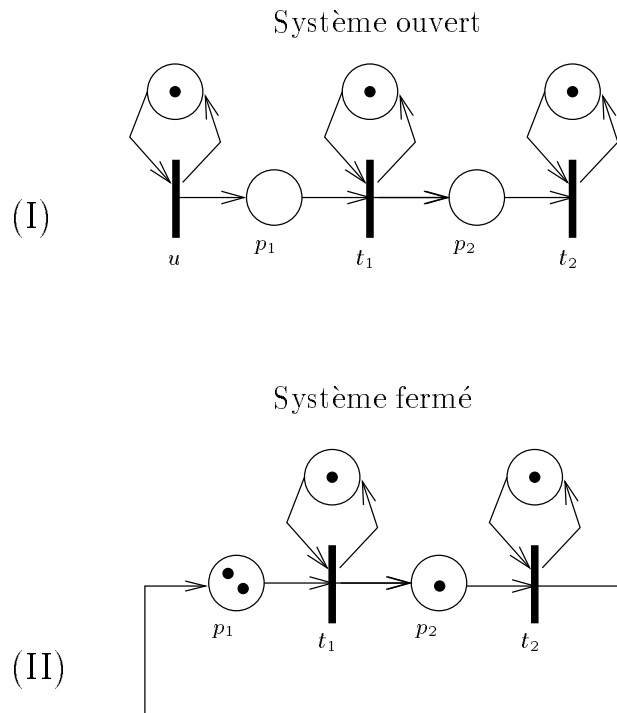 Système ouvert
(I)
u p₁ t₁ p₂ t₂
Système fermé
p₁ t₁ p₂ t₂
(II)